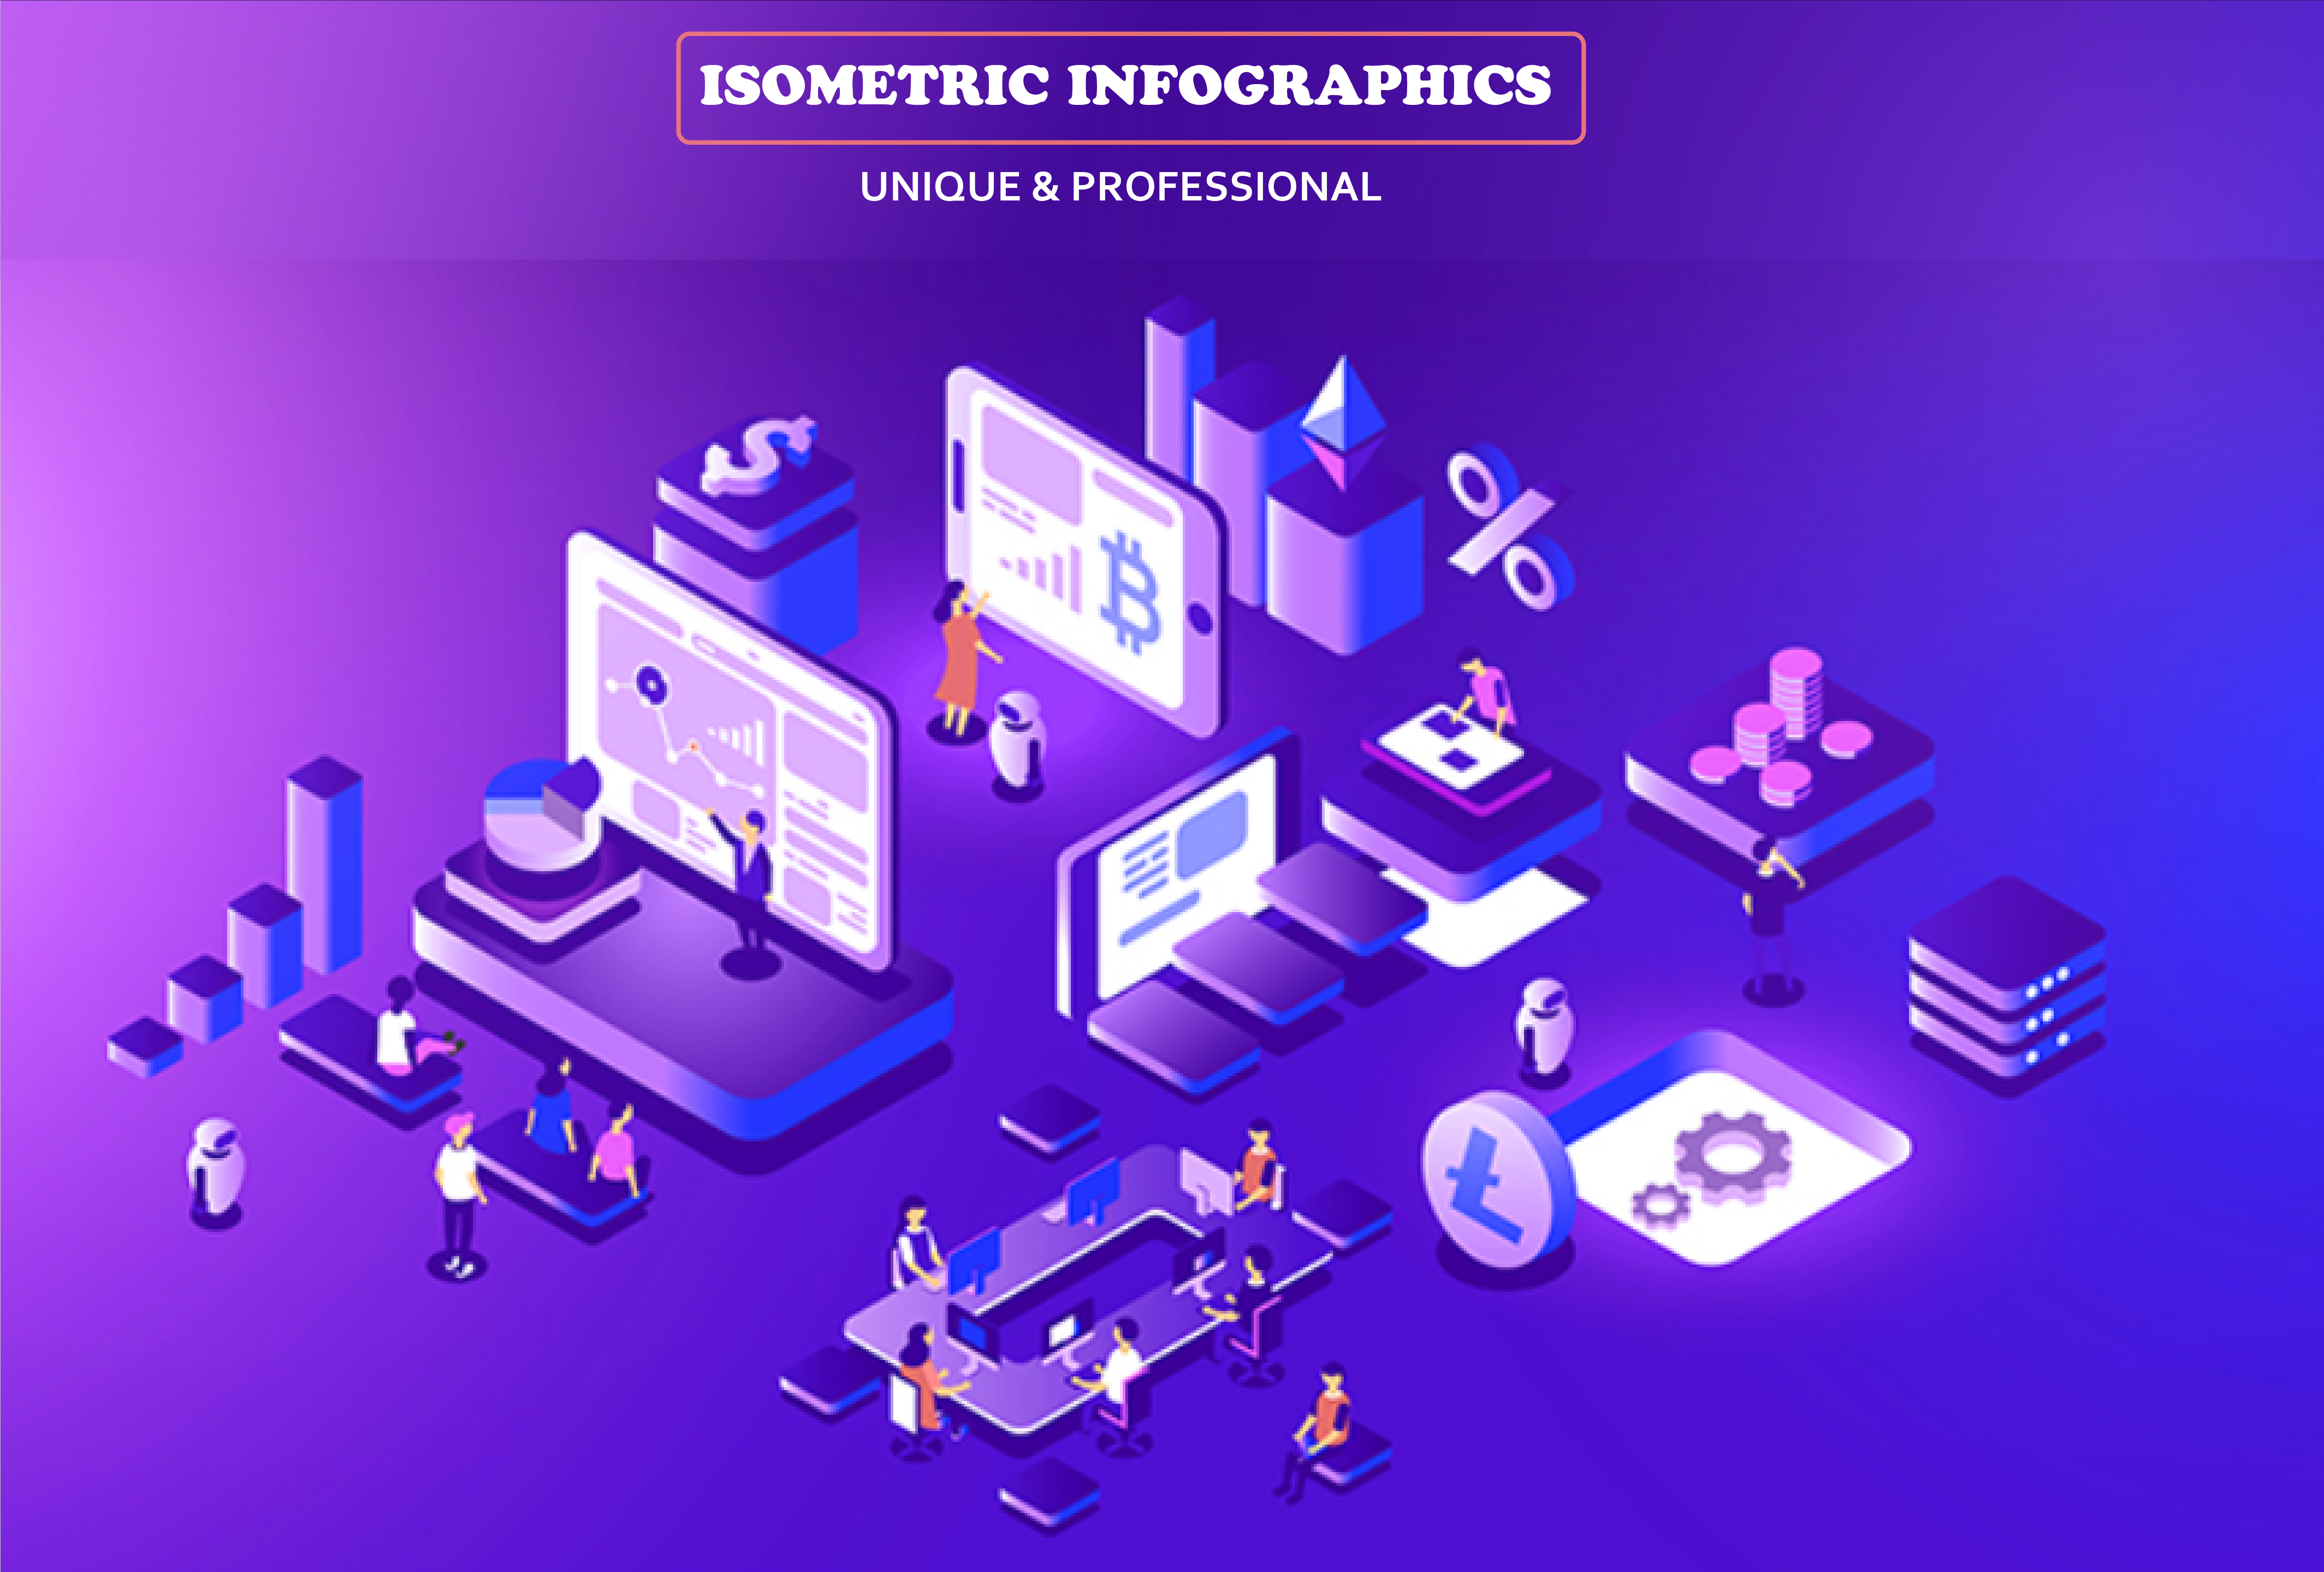 ISOMETRIC INFOGRAPHICS
UNIQUE & PROFESSIONAL
$
₿
%
Ł